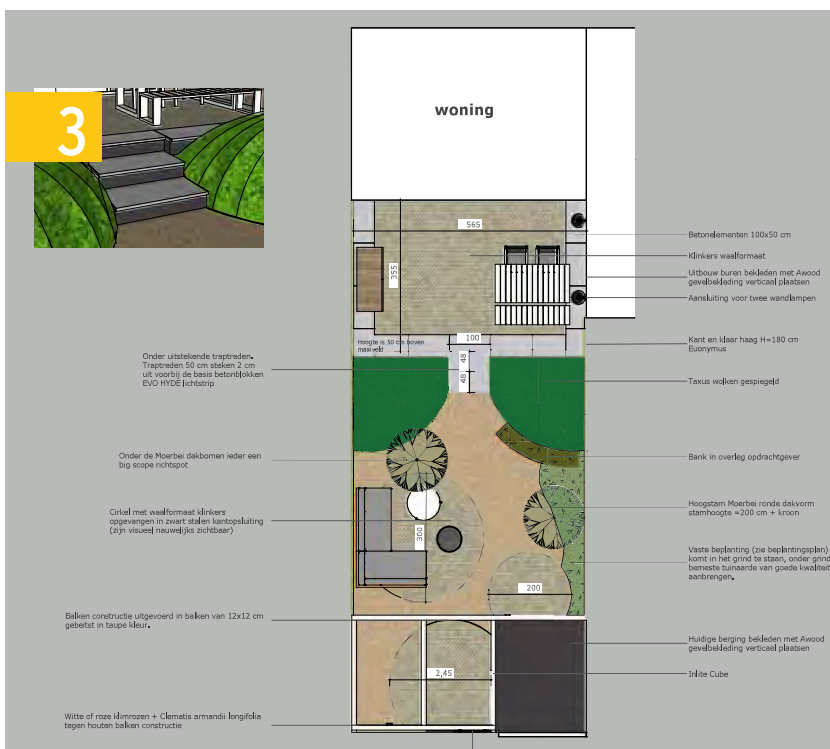 3
woning
565
355
Betonelementen 100x50 cm
Klinkers waalformaat
Uitbouw buren bekleden met Awood
gevelbekleding verticaal plaatsen
Aansluiting voor twee wandlampen
Hoogte is 50 cm boven
maaiveld
100
48
48
Kant en klaar haag H=180 cm
Euonymus
Onder uitstekende traptreden.
Traptreden 50 cm steken 2 cm
uit voorbij de basis betonblokken
EVO HYDE lichtstrip
Taxus wolken gespiegeld
Onder de Moerbei dakbomen ieder een
big scope richtspot
Bank in overleg opdrachtgever
Cirkel met waalformaat klinkers
opgevangen in zwart stalen kantopsluiting
(zijn visueel nauwelijks zichtbaar)
300
Hoogstam Moerbei ronde dakvorm
stamhoogte =200 cm + kroon
Vaste beplanting (zie beplantingsplan)
komt in het grind te staan, onder grind
bemeste tuinaarde van goede kwaliteit
aanbrengen.
200
Balken constructie uitgevoerd in balken van 12x12 cm
gebeitst in taupe kleur.
Huidige berging bekleden met Awood
gevelbekleding verticaal plaatsen
2,45
Inlite Cube
Witte of roze klimrozen + Clematis armandii longifolia
tegen houten balken constructie